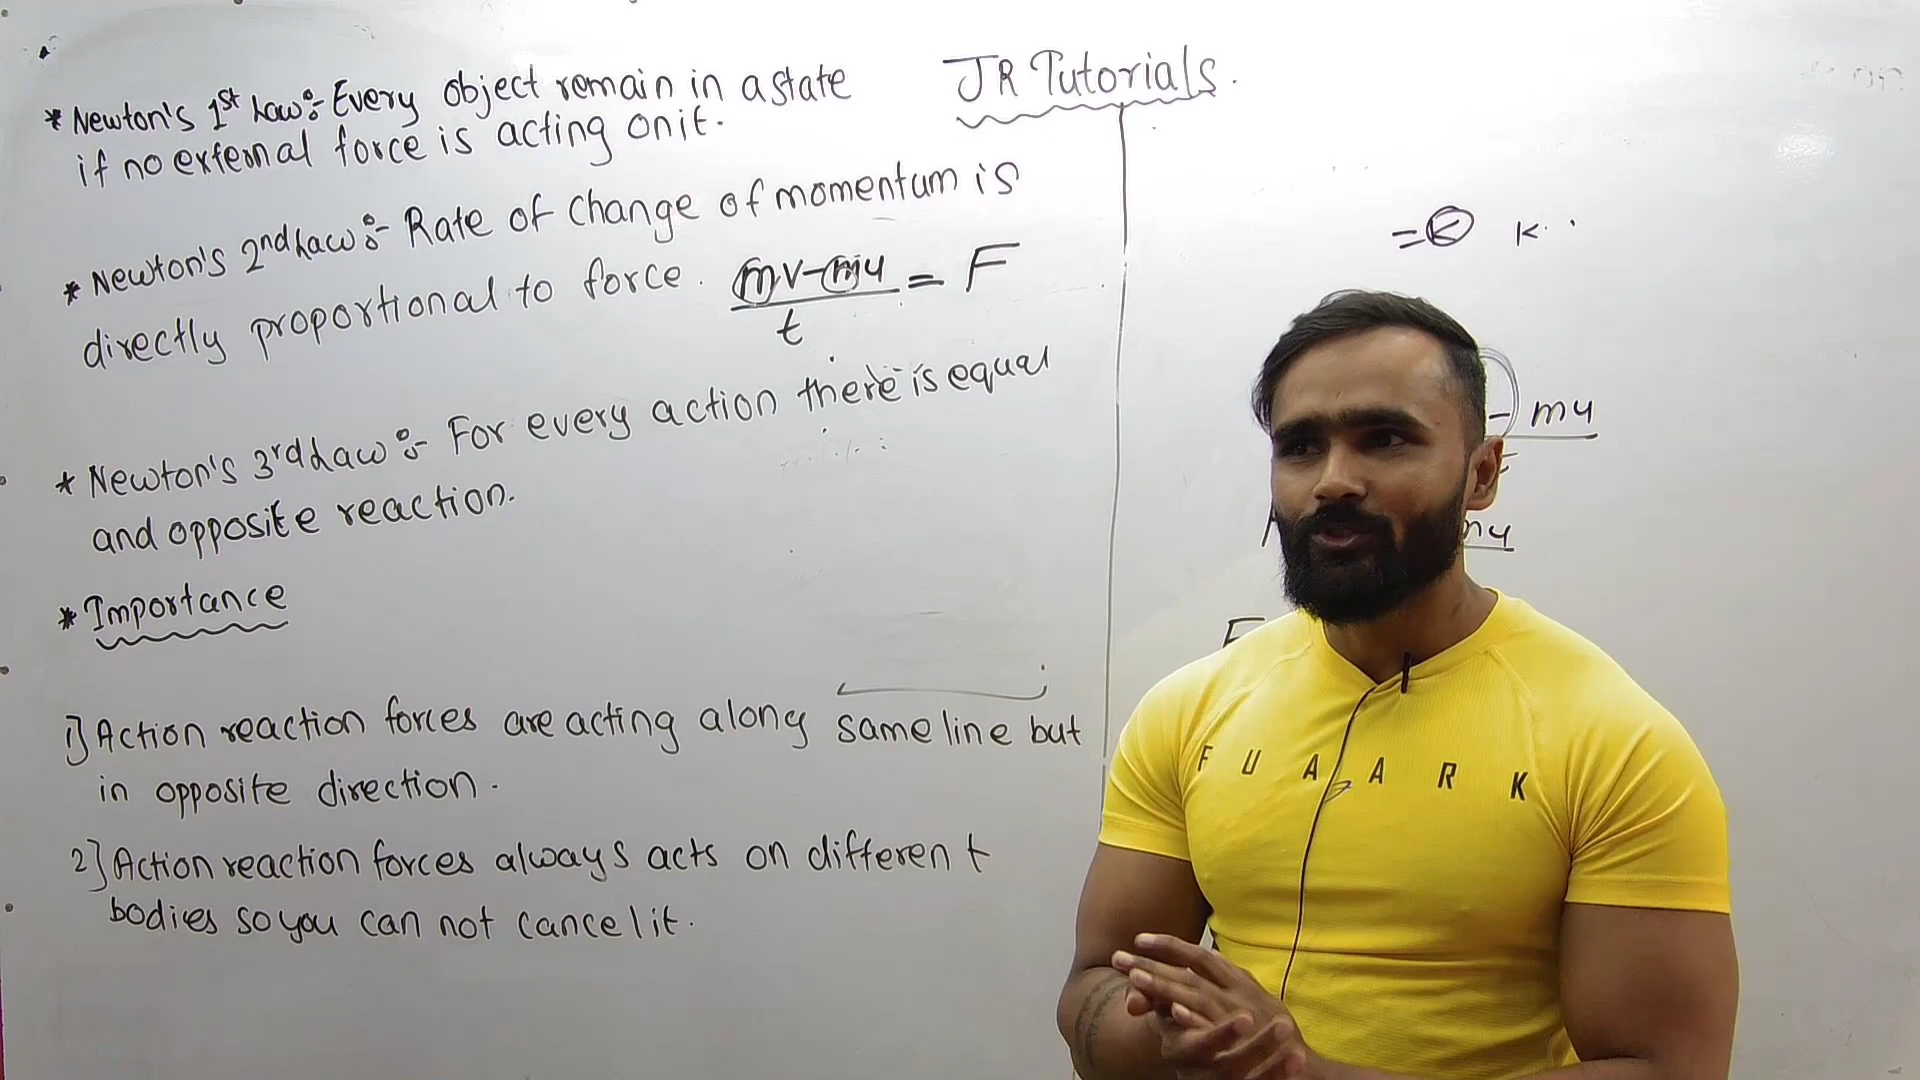 * Newton's 1st Law:- Every object remain in a state
if no external force is acting on it.
* Newton's 2nd Law:- Rate of change of momentum is
directly proportional to force. mv-mu = F
t
* Newton's 3rd Law:- For every action there is equal
and opposite reaction.
* Importance
1] Action reaction forces are acting along same line but
in opposite direction.
2] Action reaction forces always acts on different
bodies so you can not cancel it.
JR Tutorials.
=K K
- mu
mu
F
FUAARK